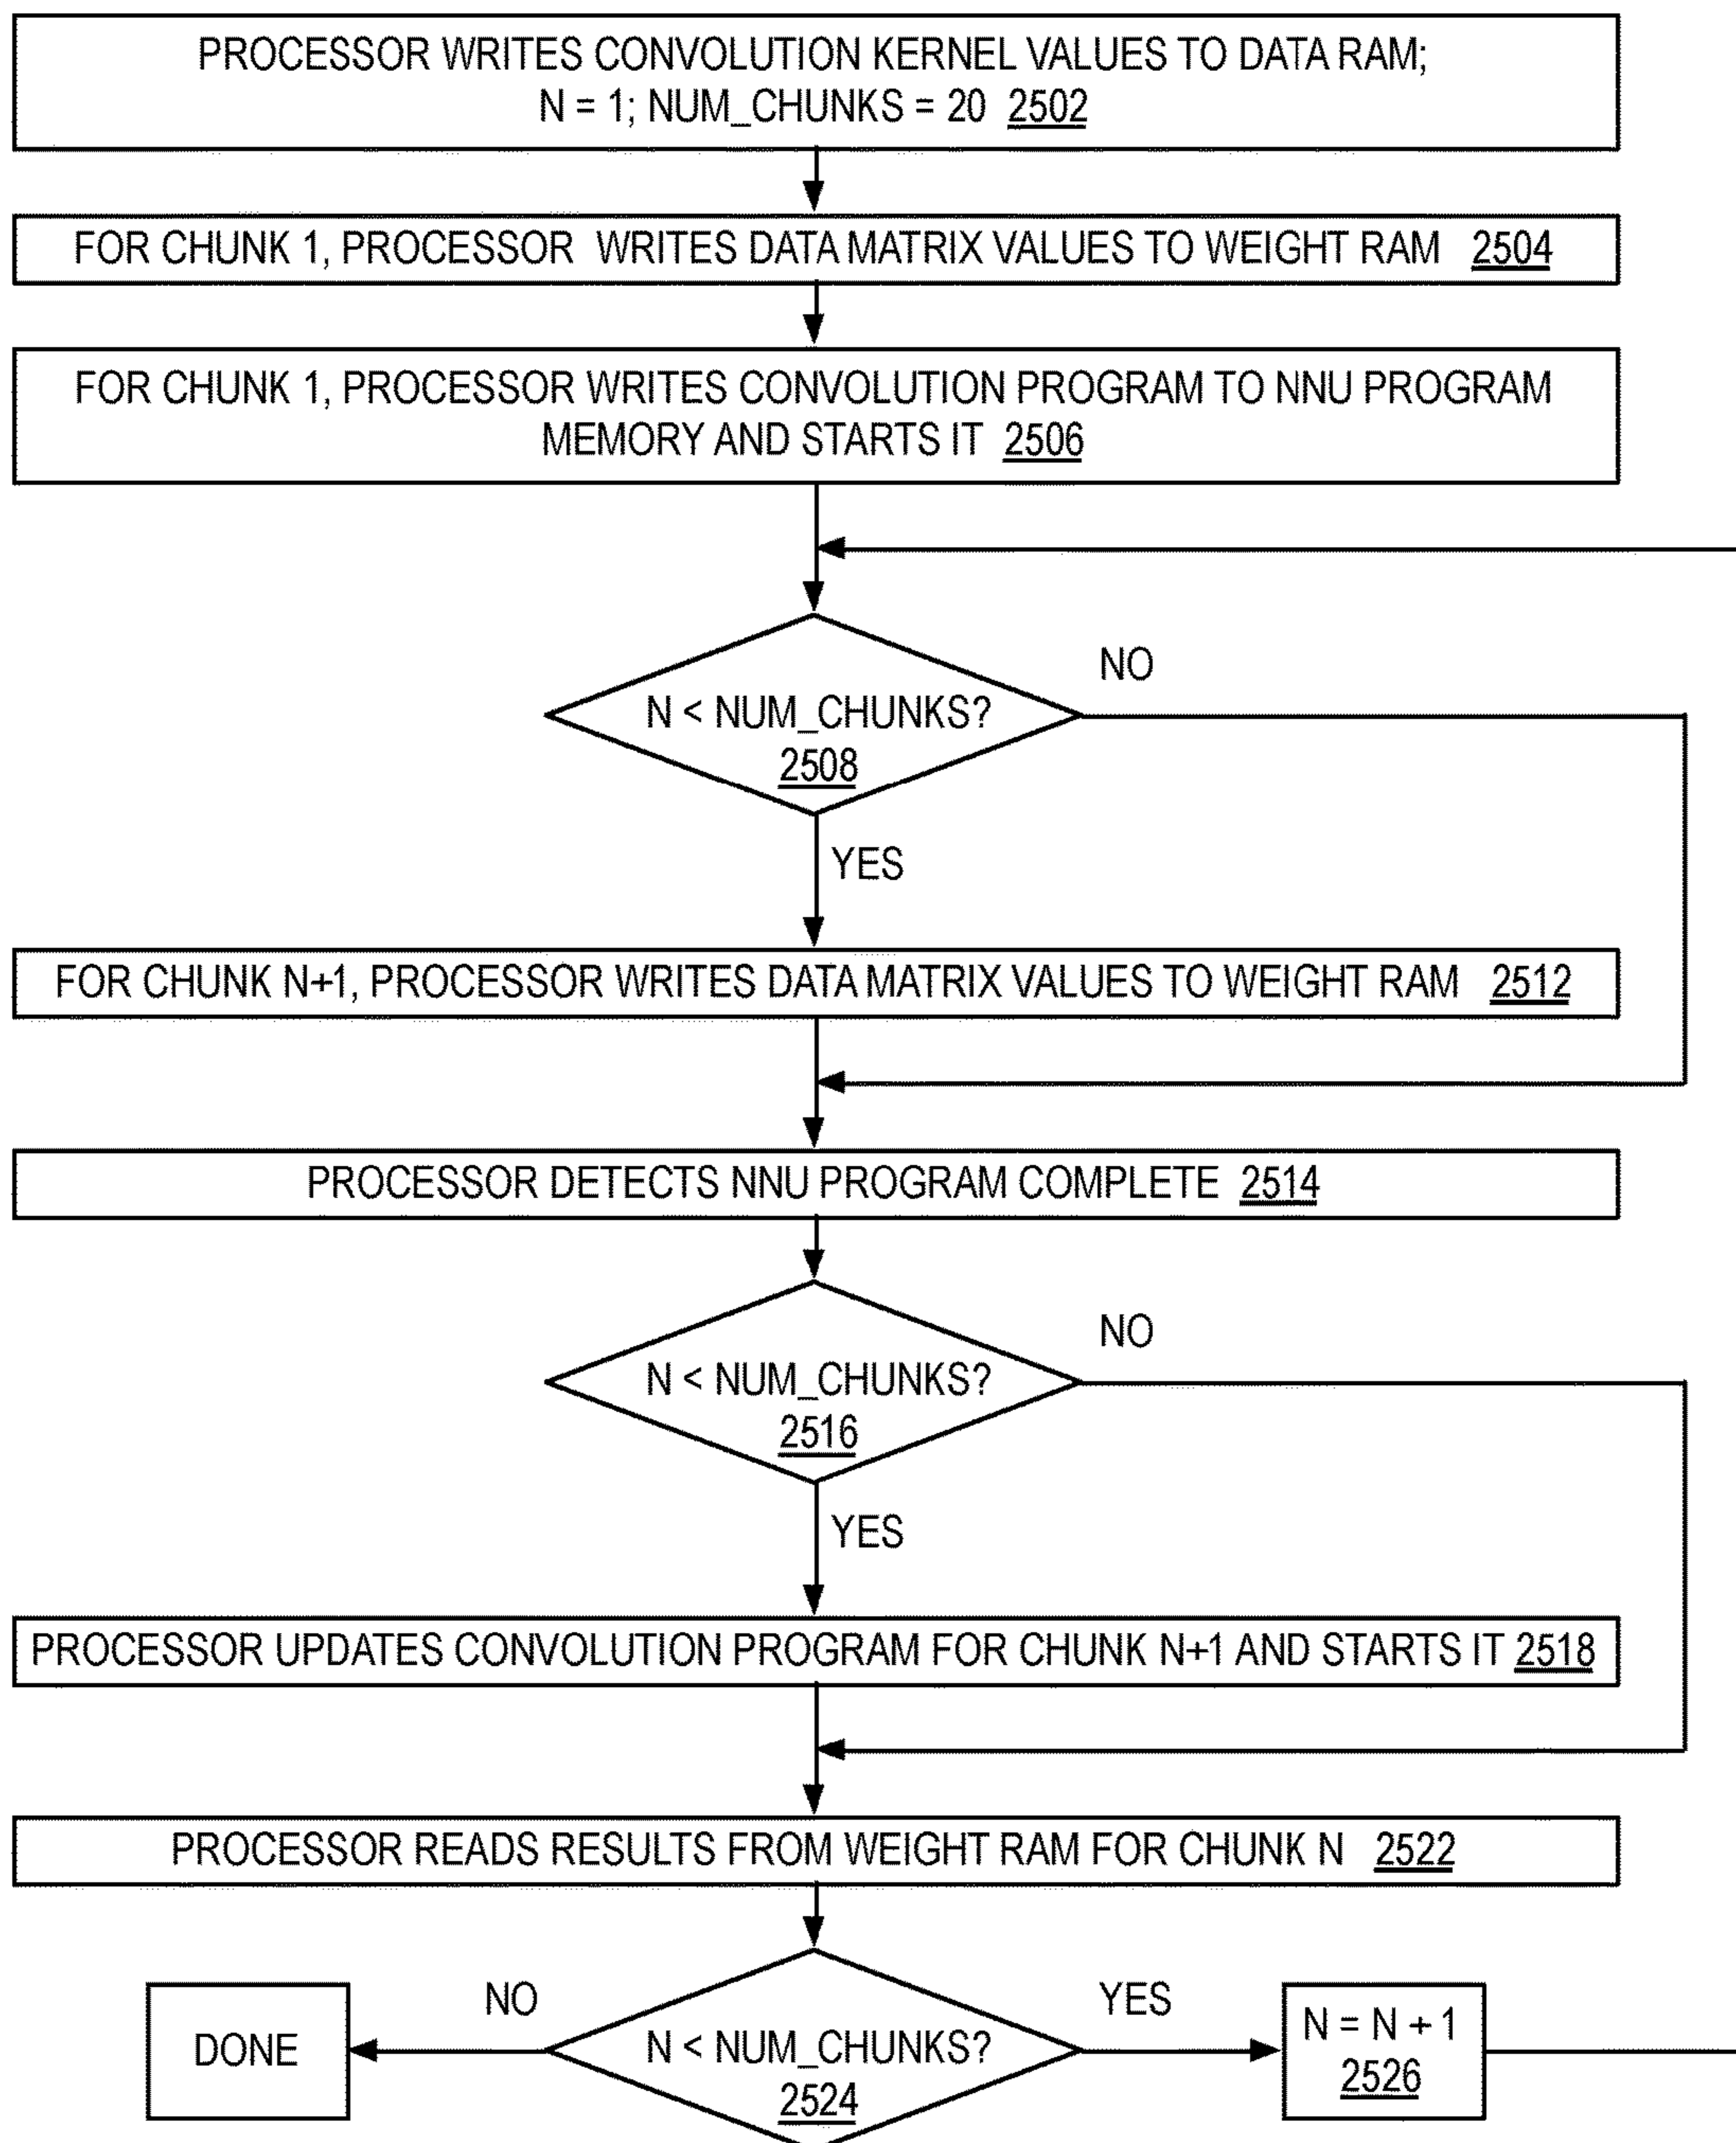 PROCESSOR WRITES CONVOLUTION KERNEL VALUES TO DATA RAM;
N = 1; NUM_CHUNKS = 20 2502
FOR CHUNK 1, PROCESSOR WRITES DATA MATRIX VALUES TO WEIGHT RAM 2504
FOR CHUNK 1, PROCESSOR WRITES CONVOLUTION PROGRAM TO NNU PROGRAM
MEMORY AND STARTS IT 2506
NO
N < NUM_CHUNKS?
2508
YES
FOR CHUNK N+1, PROCESSOR WRITES DATA MATRIX VALUES TO WEIGHT RAM 2512
PROCESSOR DETECTS NNU PROGRAM COMPLETE 2514
NO
N < NUM_CHUNKS?
2516
YES
PROCESSOR UPDATES CONVOLUTION PROGRAM FOR CHUNK N+1 AND STARTS IT 2518
PROCESSOR READS RESULTS FROM WEIGHT RAM FOR CHUNK N 2522
NO
YES
DONE
N < NUM_CHUNKS?
2524
N = N + 1
2526